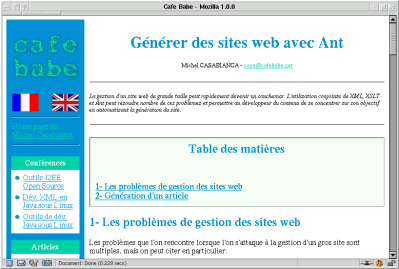 Cafe Babe - Mozilla 1.0.0
cafe
babe
Home page de
Michel Casabianca
Conférences
Outils J2EE
Open Source
Dév. XML en
Java sous Linux
Outils de dév.
Java sous Linux
Articles
Générer des sites web avec Ant
Michel CASABIANCA - casa@cafebabe.net
La gestion d'un site web de grande taille peut rapidement devenir un cauchemar. L'utilisation conjointe de XML, XSLT
et Ant peut résoudre nombre de ces problèmes et permettre au développeur du contenu de se concentrer sur son objectif
en automatisant la génération du site.
Table des matières
1- Les problèmes de gestion des sites web
2- Génération d'un article
1- Les problèmes de gestion des sites web
Les problèmes que l'on rencontre lorsque l'on s'attaque à la gestion d'un gros site sont
multiples, mais on peut citer en particulier:
Document: Done (0.229 secs)